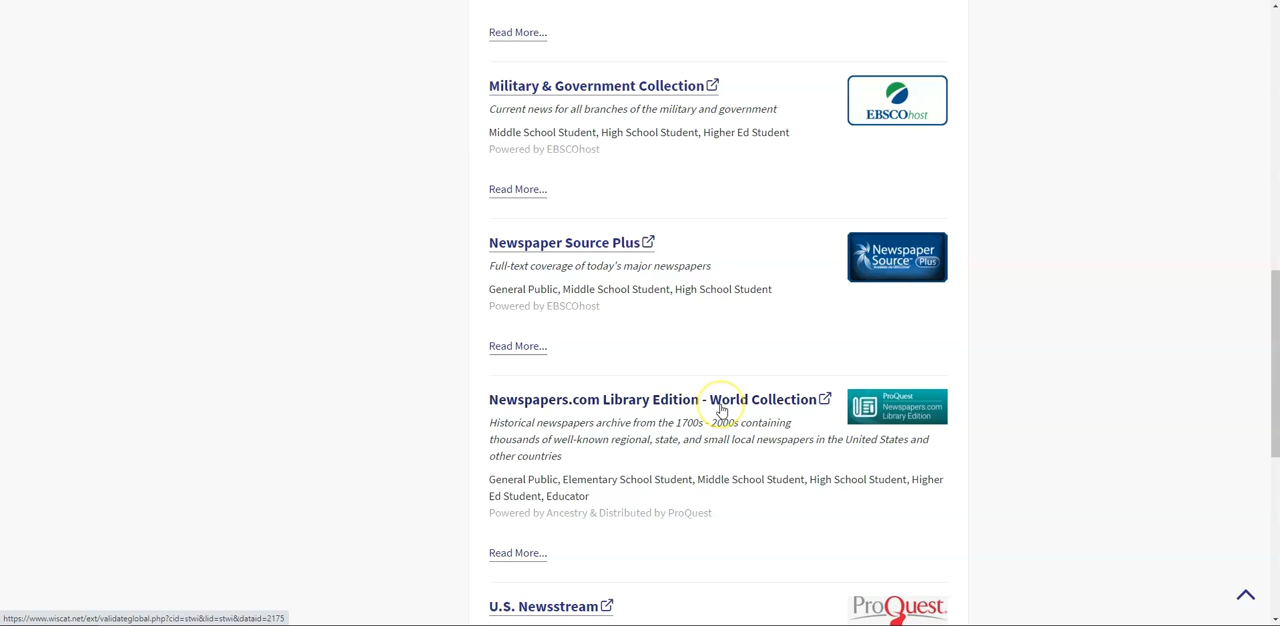 Read More...
Military & Government Collection
Current news for all branches of the military and government
Middle School Student, High School Student, Higher Ed Student
Powered by EBSCOhost
EBSCOhost
Read More...
Newspaper Source Plus
Full-text coverage of today's major newspapers
General Public, Middle School Student, High School Student
Powered by EBSCOhost
Newspaper
Source Plus
Read More...
Newspapers.com Library Edition - World Collection
Historical newspapers archive from the 1700s - 2000s containing
thousands of well-known regional, state, and small local newspapers in the United States and
other countries
General Public, Elementary School Student, Middle School Student, High School Student, Higher
Ed Student, Educator
Powered by Ancestry & Distributed by ProQuest
ProQuest
Newspapers.com
Library Edition
Read More...
U.S. Newsstream
ProQuest
https://www.wiscat.net/ext/validateglobal.php?cid=stwi&lid=stwi&dataid=2175